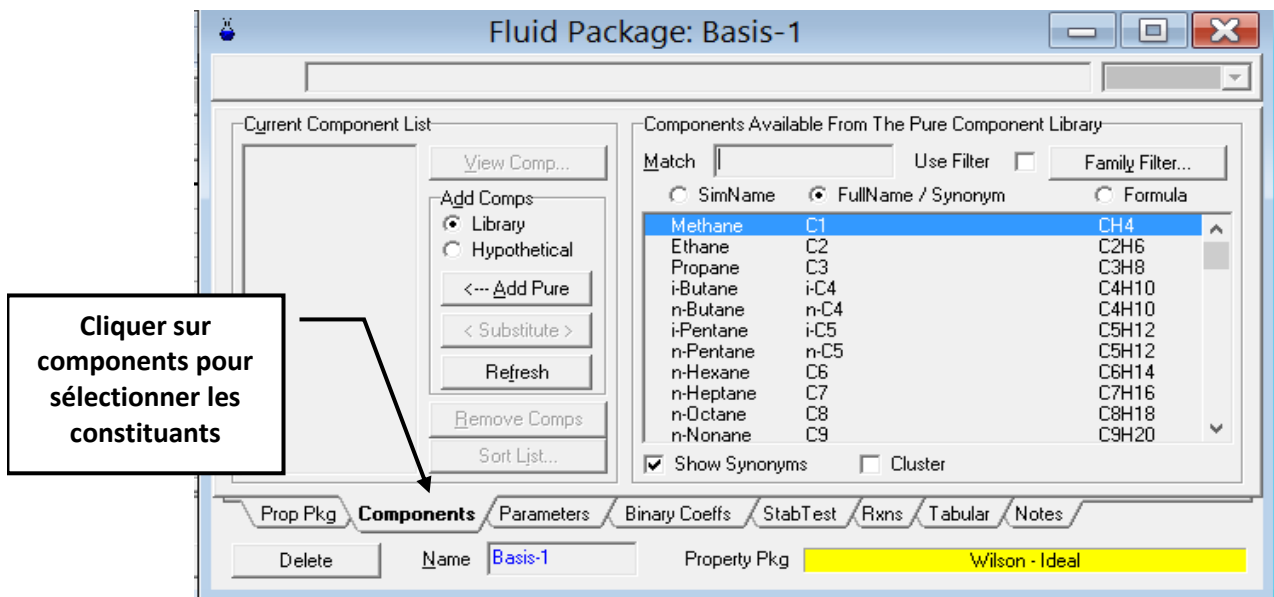 Fluid Package: Basis-1
Current Component List
View Comp...
Add Comps
Library
Hypothetical
<--- Add Pure
< Substitute >
Refresh
Remove Comps
Sort List...
Components Available From The Pure Component Library
Match Use Filter Family Filter...
SimName FullName / Synonym Formula
Methane C1 CH4
Ethane C2 C2H6
Propane C3 C3H8
i-Butane i-C4 C4H10
n-Butane n-C4 C4H10
i-Pentane i-C5 C5H12
n-Pentane n-C5 C5H12
n-Hexane C6 C6H14
n-Heptane C7 C7H16
n-Octane C8 C8H18
n-Nonane C9 C9H20
Show Synonyms Cluster
Cliquer sur
components pour
sélectionner les
constituants
Prop Pkg Components Parameters Binary Coeffs StabTest Rxns Tabular Notes
Delete Name Basis-1 Property Pkg Wilson - Ideal